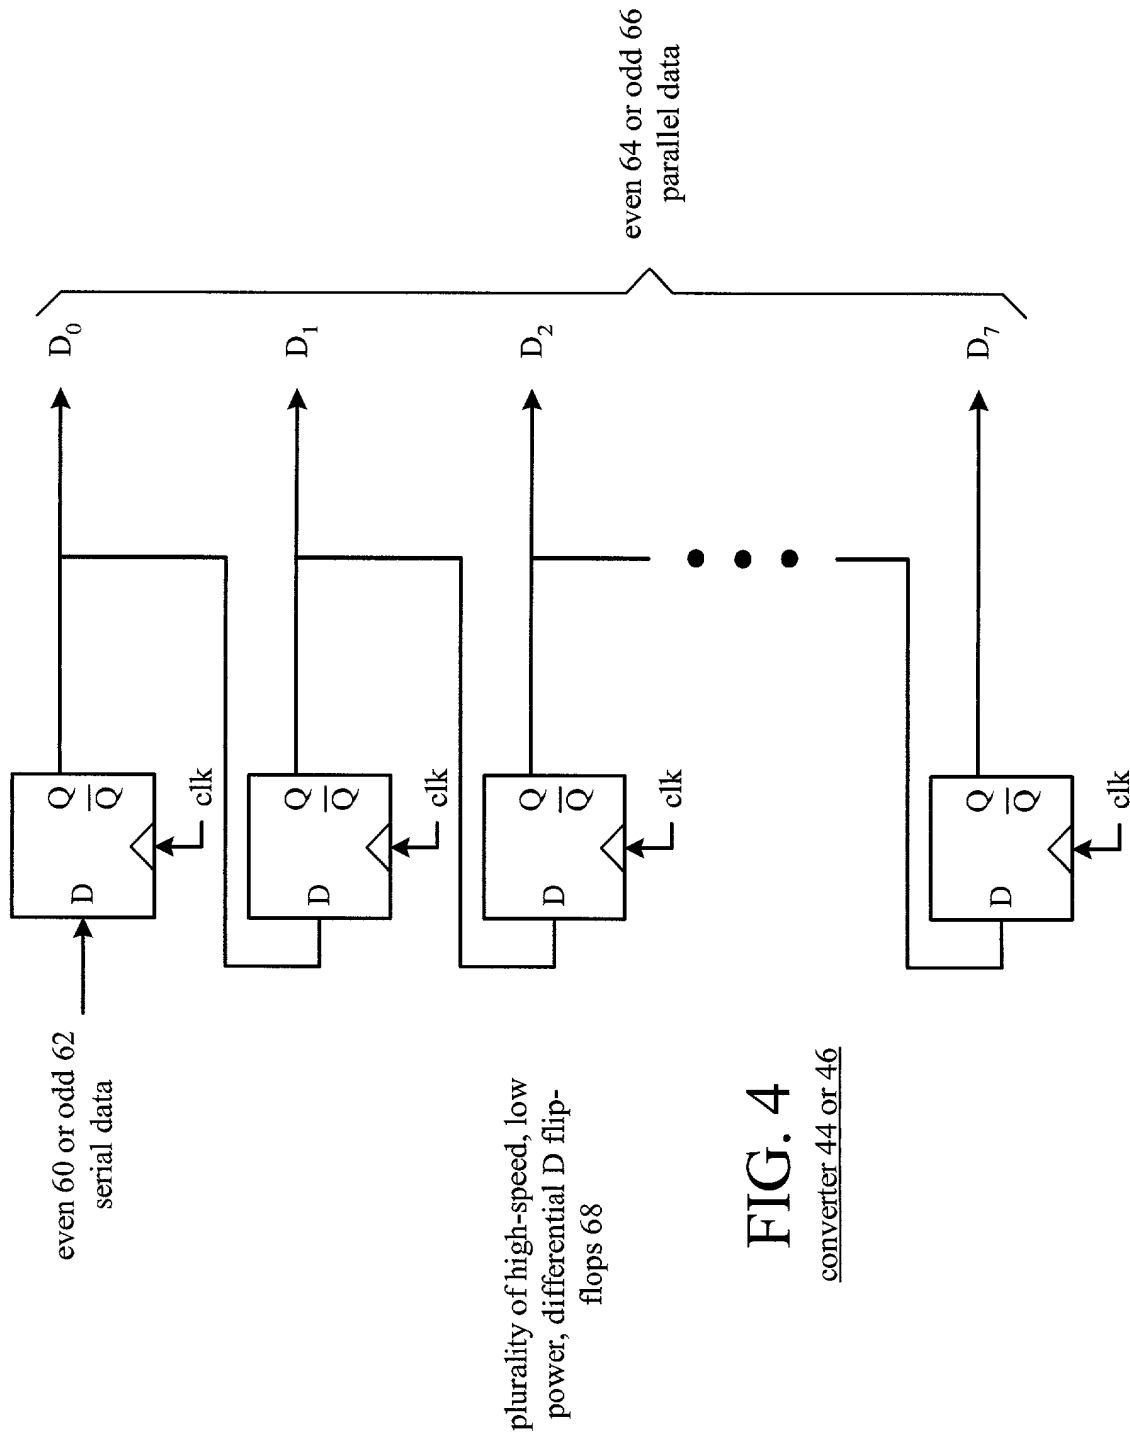 even 60 or odd 62
serial data
D
Q
Q
clk
D0
D
Q
Q
clk
D1
D
Q
Q
clk
D2
D
Q
Q
clk
D7
even 64 or odd 66
parallel data
plurality of high-speed, low
power, differential D flip-
flops 68
FIG. 4
converter 44 or 46